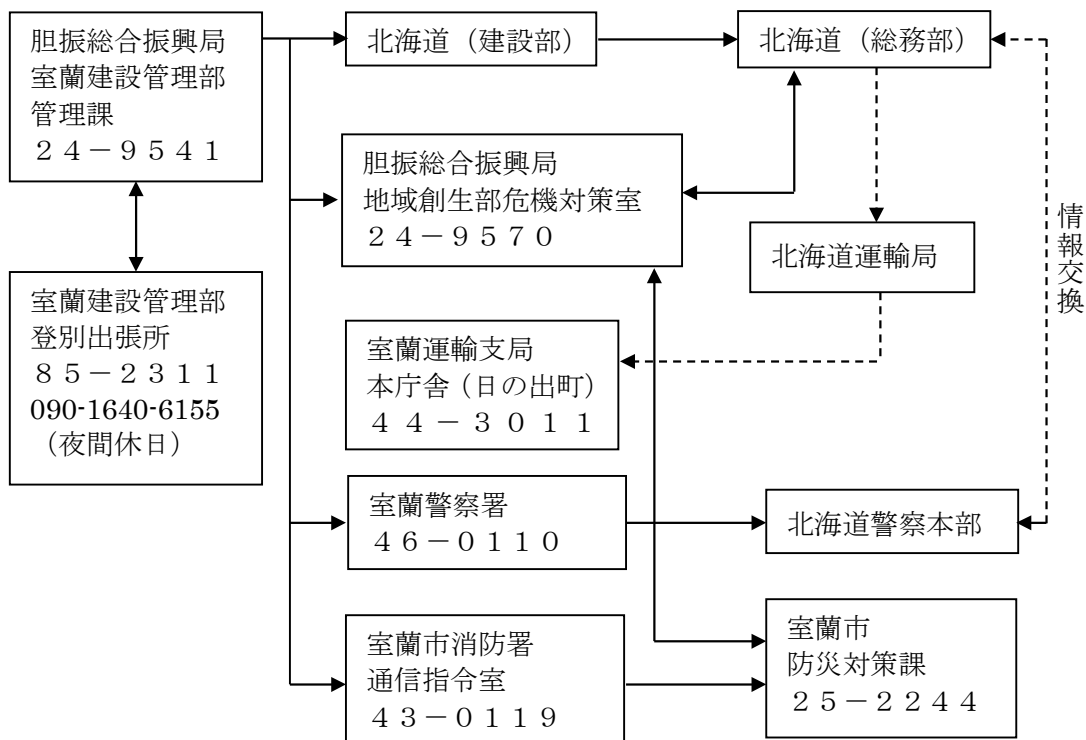 胆振総合振興局
室蘭建設管理部
管理課
２４－９５４１
北海道（建設部）
北海道（総務部）
胆振総合振興局
地域創生部危機対策室
２４－９５７０
北海道運輸局
情報交換
室蘭建設管理部
登別出張所
８５－２３１１
090-1640-6155
（夜間休日）
室蘭運輸支局
本庁舎（日の出町）
４４－３０１１
室蘭警察署
４６－０１１０
北海道警察本部
室蘭市消防署
通信指令室
４３－０１１９
室蘭市
防災対策課
２５－２２４４